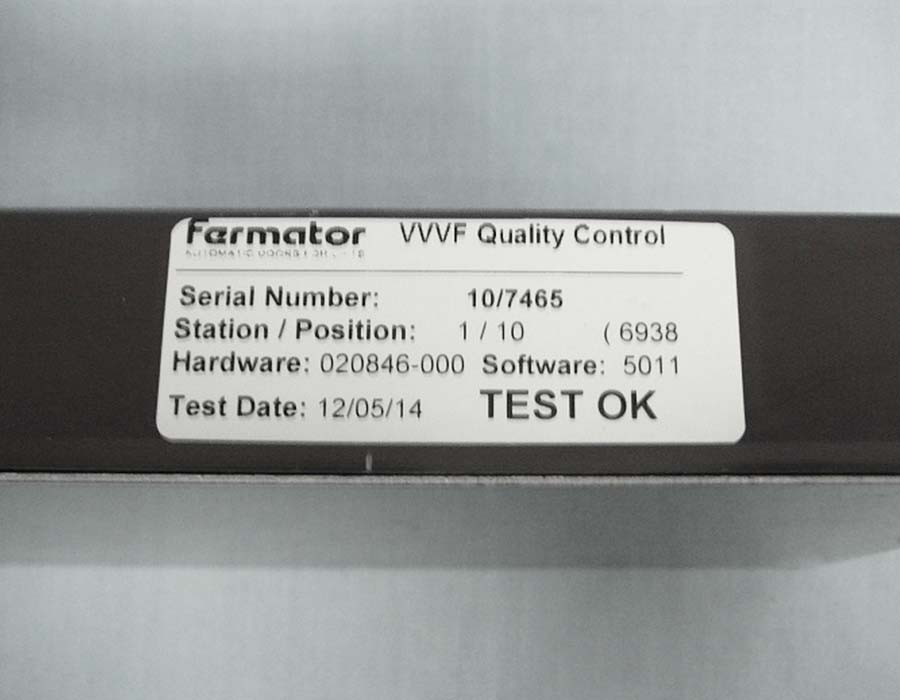 Fermator VVVF Quality Control
Serial Number: 10/7465
Station / Position: 1 / 10 ( 6938
Hardware: 020846-000 Software: 5011
Test Date: 12/05/14 TEST OK